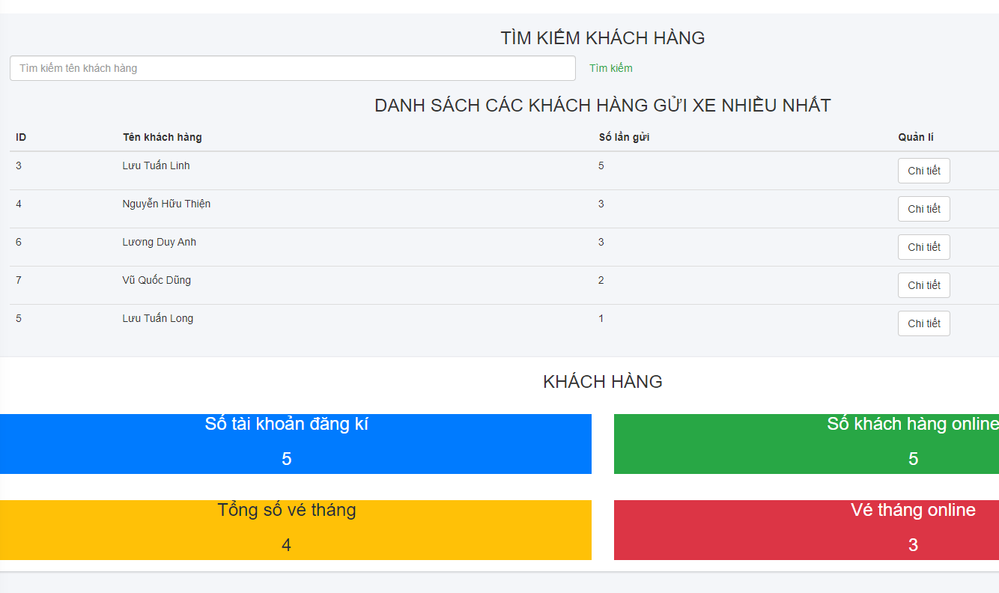 TÌM KIẾM KHÁCH HÀNG
Tìm kiếm tên khách hàng Tìm kiếm
DANH SÁCH CÁC KHÁCH HÀNG GỬI XE NHIỀU NHẤT
ID Tên khách hàng Số lần gửi Quản lí
3 Lưu Tuấn Linh 5 Chi tiết
4 Nguyễn Hữu Thiện 3 Chi tiết
6 Lương Duy Anh 3 Chi tiết
7 Vũ Quốc Dũng 2 Chi tiết
5 Lưu Tuấn Long 1 Chi tiết
KHÁCH HÀNG
Số tài khoản đăng kí Số khách hàng online
5 5
Tổng số vé tháng Vé tháng online
4 3